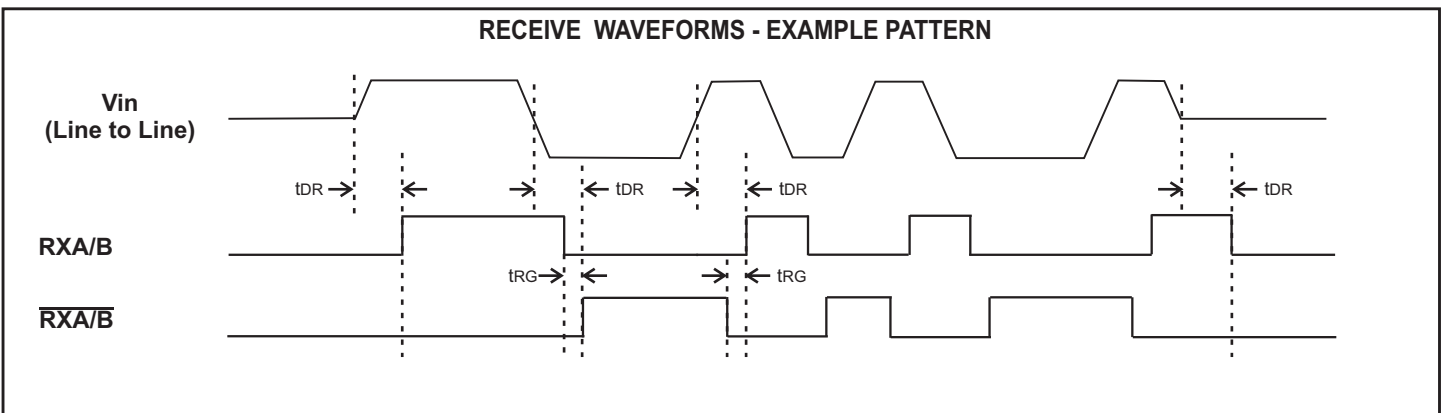 RECEIVE WAVEFORMS - EXAMPLE PATTERN
Vin
(Line to Line)
tDR
tDR
tDR
tDR
RXA/B
tRG
tRG
RXA/B